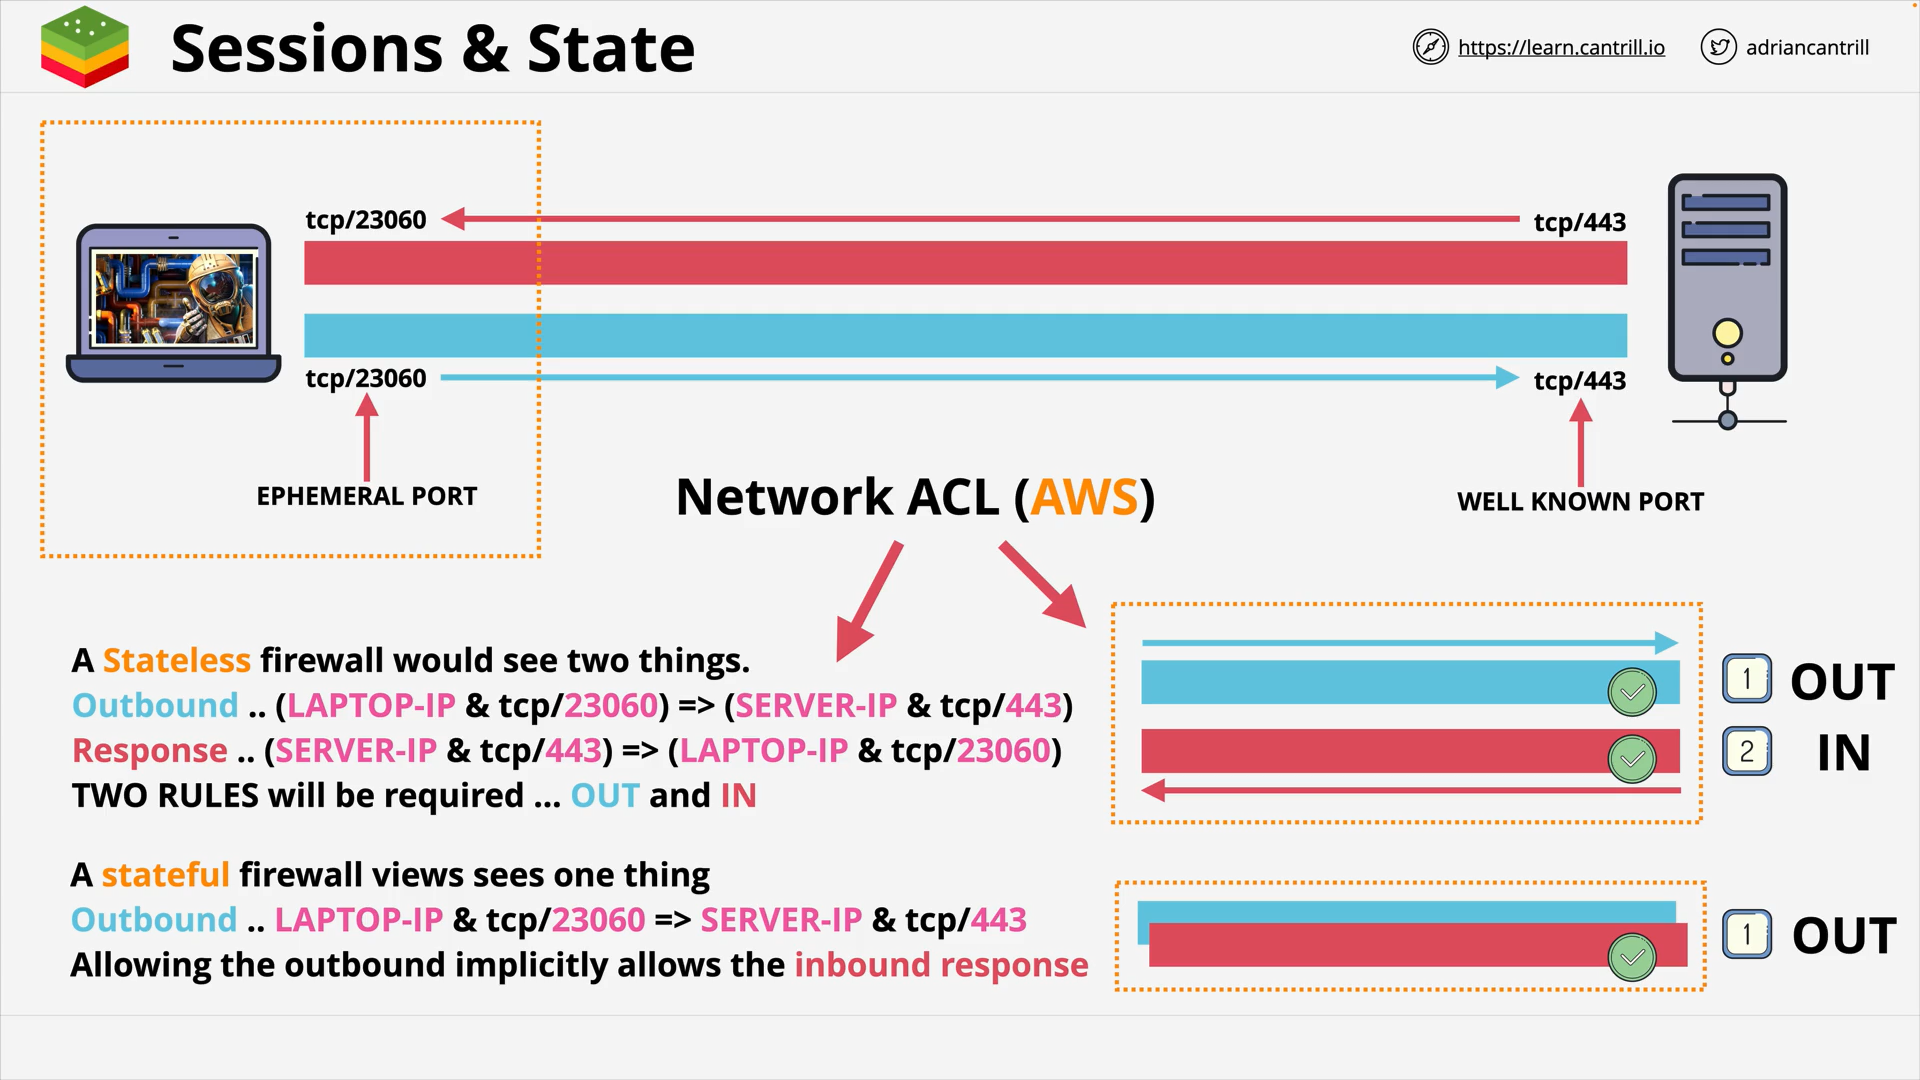 Sessions & State
https://learn.cantrill.io
adriancantrill
tcp/23060
tcp/443
tcp/23060
tcp/443
EPHEMERAL PORT
WELL KNOWN PORT
Network ACL (AWS)
A Stateless firewall would see two things.
Outbound .. (LAPTOP-IP & tcp/23060) => (SERVER-IP & tcp/443)
Response .. (SERVER-IP & tcp/443) => (LAPTOP-IP & tcp/23060)
TWO RULES will be required ... OUT and IN
1 OUT
2 IN
A stateful firewall views sees one thing
Outbound .. LAPTOP-IP & tcp/23060 => SERVER-IP & tcp/443
Allowing the outbound implicitly allows the inbound response
1 OUT